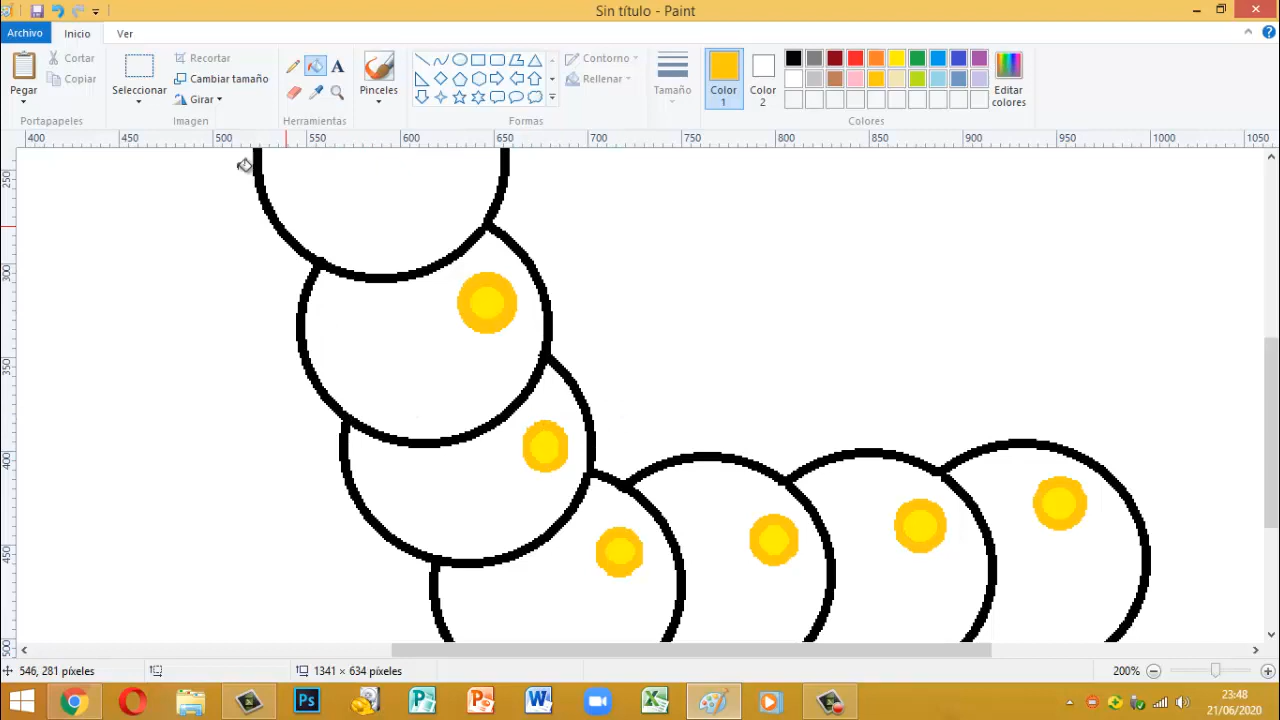 Sin título - Paint
Archivo Inicio Ver
Pegar
Cortar
Copiar
Portapapeles
Seleccionar
Recortar
Cambiar tamaño
Girar
Imagen
A
Herramientas
Pinceles
Contorno
Rellenar
Formas
Tamaño
Color
1
Color
2
Editar
colores
Colores
400 450 500 550 600 650 700 750 800 850 900 950 1000 1050
250
300
350
400
450
500
546, 281 píxeles 1341 × 634 píxeles 200%
Ps P P W X
23:48
21/06/2020